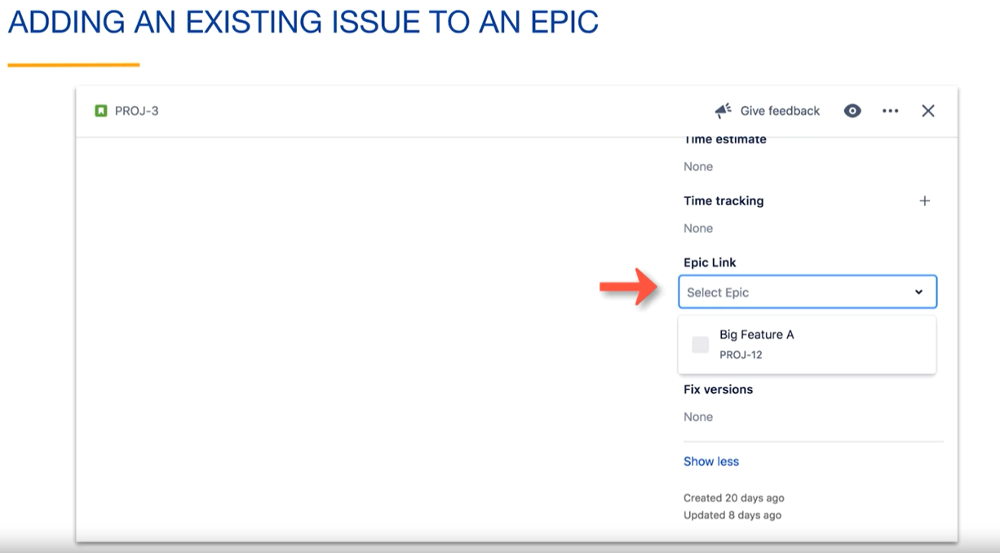 ADDING AN EXISTING ISSUE TO AN EPIC
PROJ-3
Give feedback
Time estimate
None
Time tracking
None
Epic Link
Select Epic
Big Feature A
PROJ-12
Fix versions
None
Show less
Created 20 days ago
Updated 8 days ago